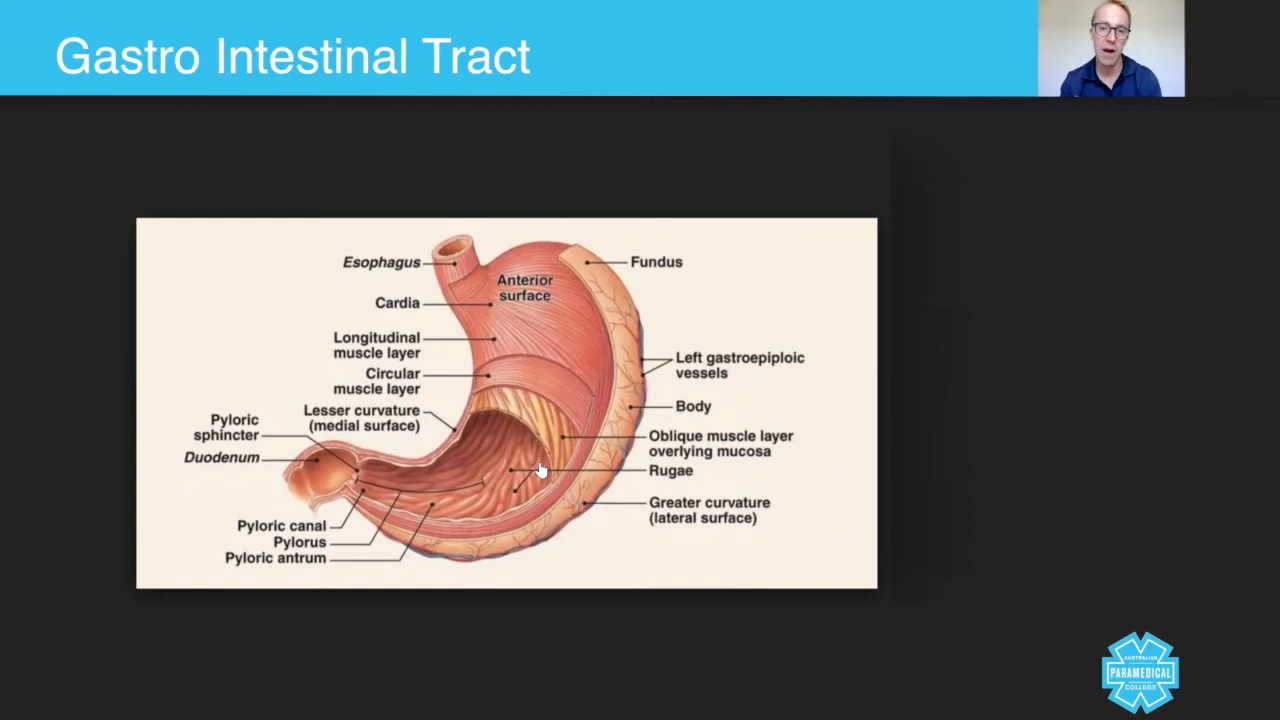 Gastro Intestinal Tract
Esophagus
Anterior
surface
Fundus
Cardia
Longitudinal
muscle layer
Left gastroepiploic
vessels
Circular
muscle layer
Lesser curvature
(medial surface)
Body
Pyloric
sphincter
Oblique muscle layer
overlying mucosa
Duodenum
Rugae
Greater curvature
(lateral surface)
Pyloric canal
Pylorus
Pyloric antrum
AUSTRALIAN
PARAMEDICAL
COLLEGE